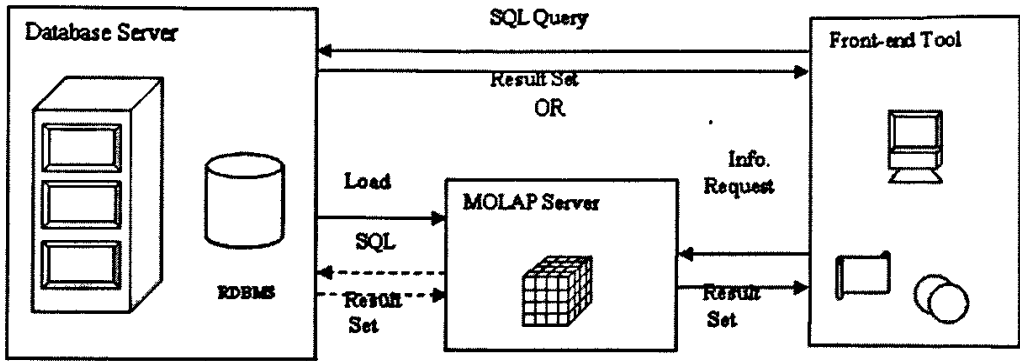 Database Server
RDBMS
SQL Query
Result Set
OR
Load
SQL
Result
Set
MOLAP Server
Info.
Request
Result
Set
Front-end Tool